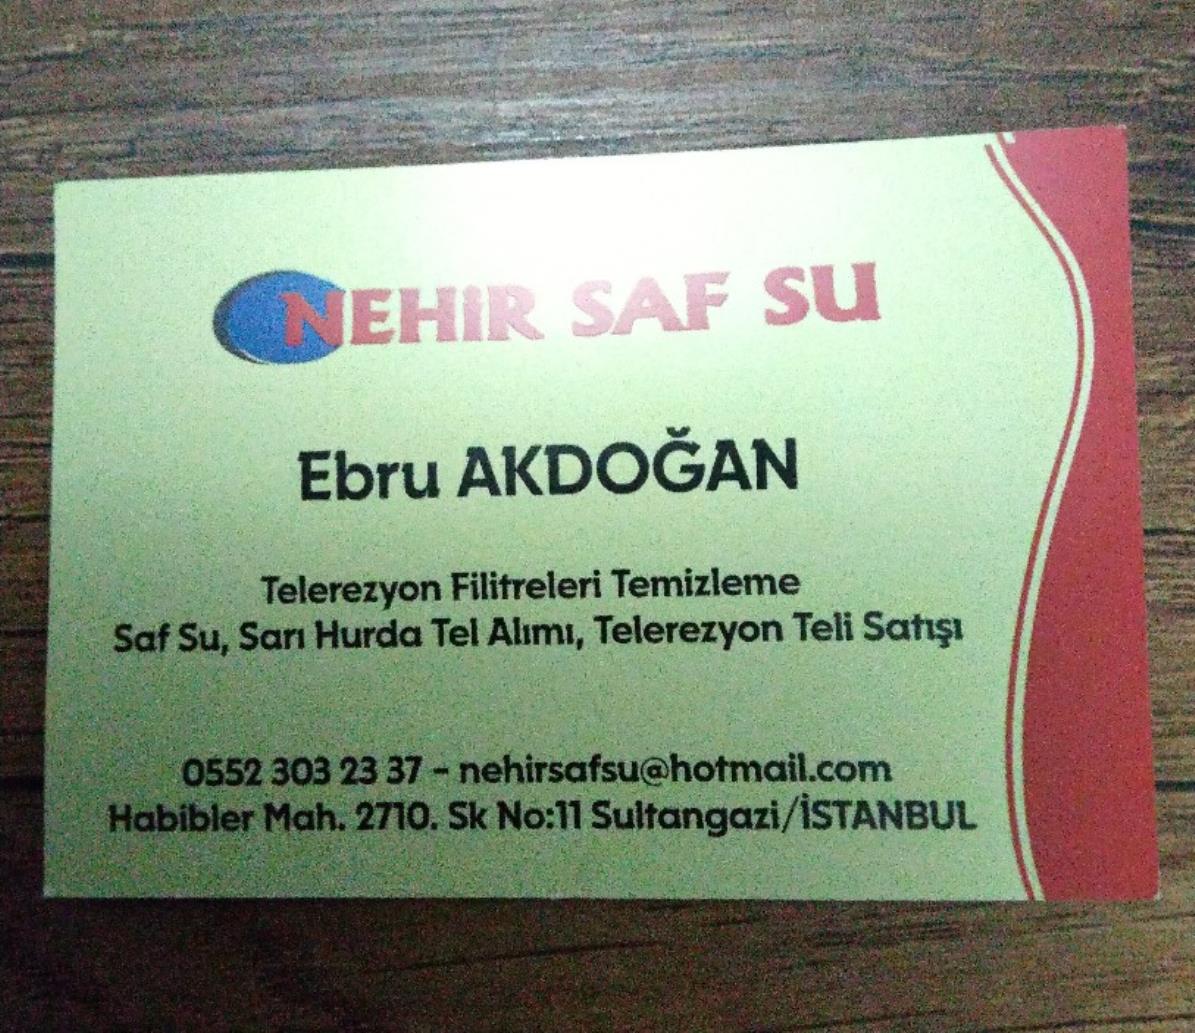 NEHİR SAF SU
Ebru AKDOĞAN
Telerezyon Filitreleri Temizleme
Saf Su, Sarı Hurda Tel Alımı, Telerezyon Teli Satışı
0552 303 23 37 - nehirsafsu@hotmail.com
Habibler Mah. 2710. Sk No:11 Sultangazi/İSTANBUL